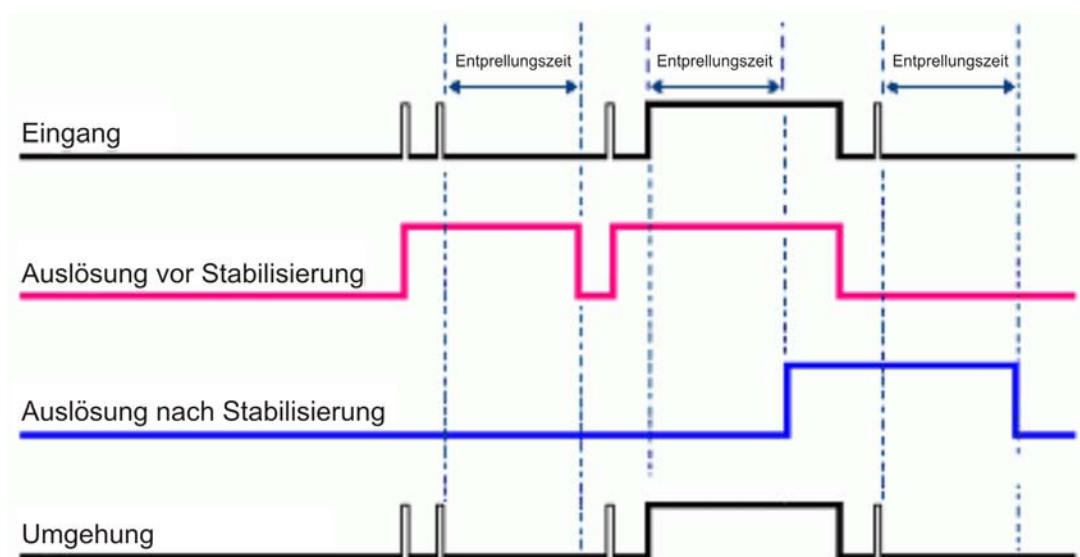 Entprellungszeit Entprellungszeit Entprellungszeit
Eingang
Auslösung vor Stabilisierung
Auslösung nach Stabilisierung
Umgehung